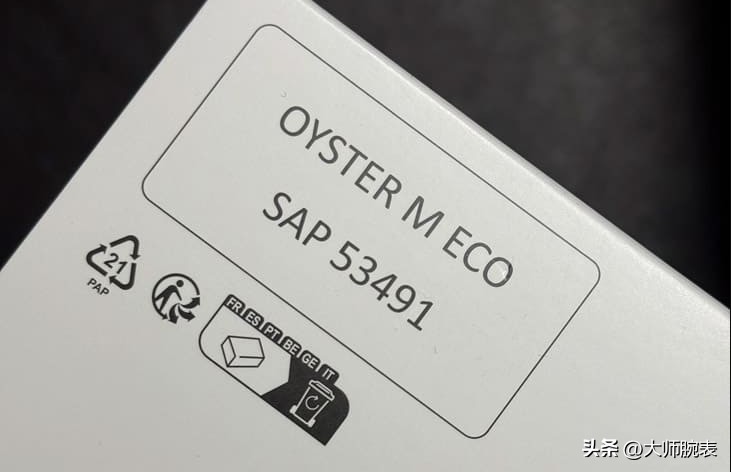 OYSTER M ECO
SAP 53491
21
PAP
FR|ES|PT|BE|GE|IT
头条 @大师腕表